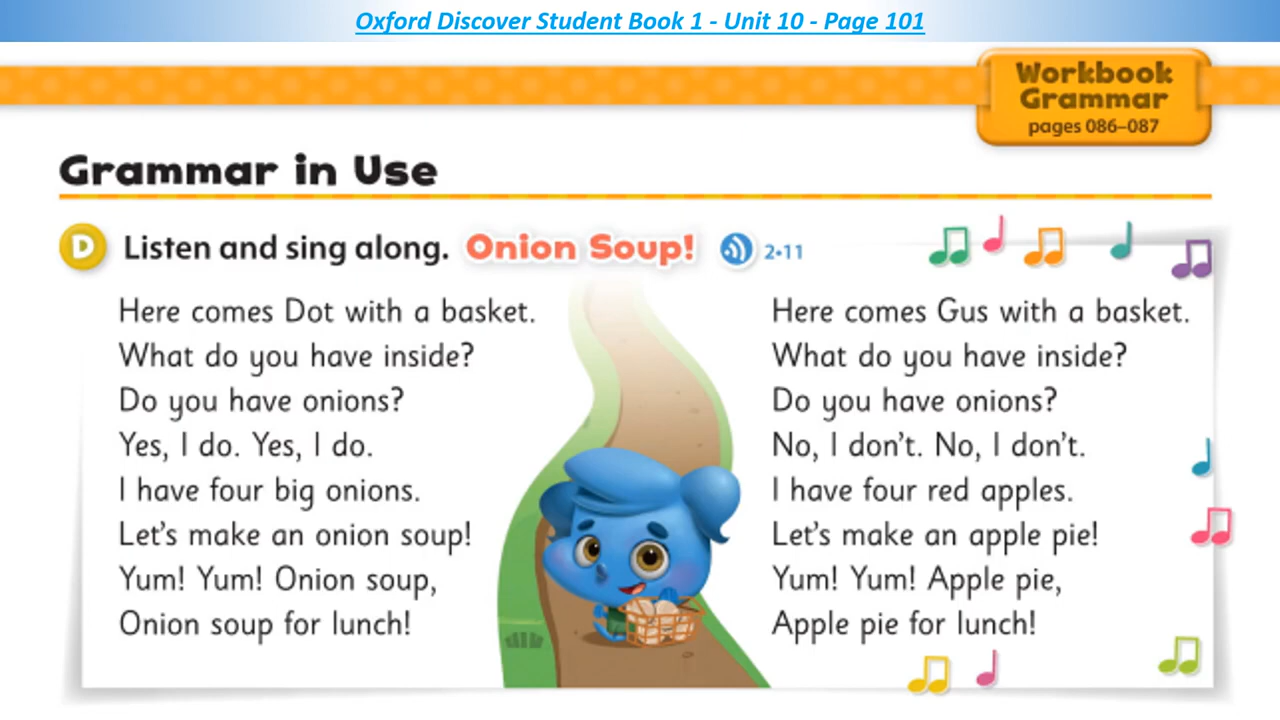 Oxford Discover Student Book 1 - Unit 10 - Page 101
Workbook
Grammar
pages 086–087
Grammar in Use
D Listen and sing along. Onion Soup! 2•11
Here comes Dot with a basket.
What do you have inside?
Do you have onions?
Yes, I do. Yes, I do.
I have four big onions.
Let's make an onion soup!
Yum! Yum! Onion soup,
Onion soup for lunch!
Here comes Gus with a basket.
What do you have inside?
Do you have onions?
No, I don't. No, I don't.
I have four red apples.
Let's make an apple pie!
Yum! Yum! Apple pie,
Apple pie for lunch!